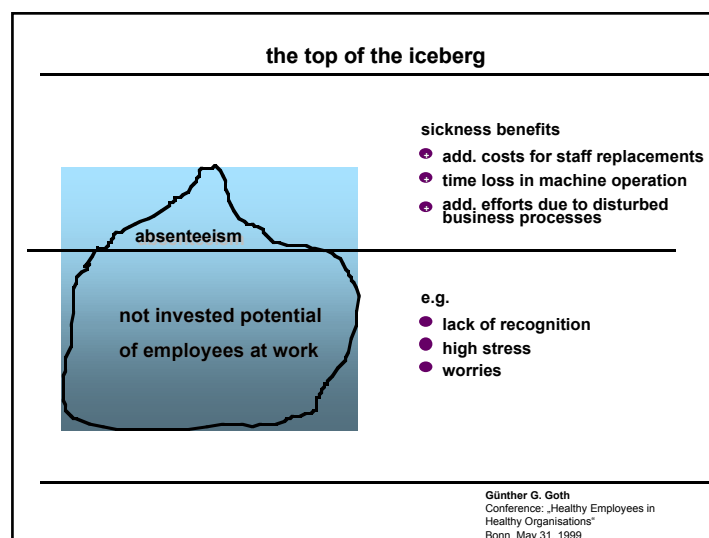 the top of the iceberg
sickness benefits
+ add. costs for staff replacements
+ time loss in machine operation
+ add. efforts due to disturbed
business processes
absenteeism
not invested potential
of employees at work
e.g.
lack of recognition
high stress
worries
Günther G. Goth
Conference: „Healthy Employees in
Healthy Organisations“
Bonn, May 31, 1999